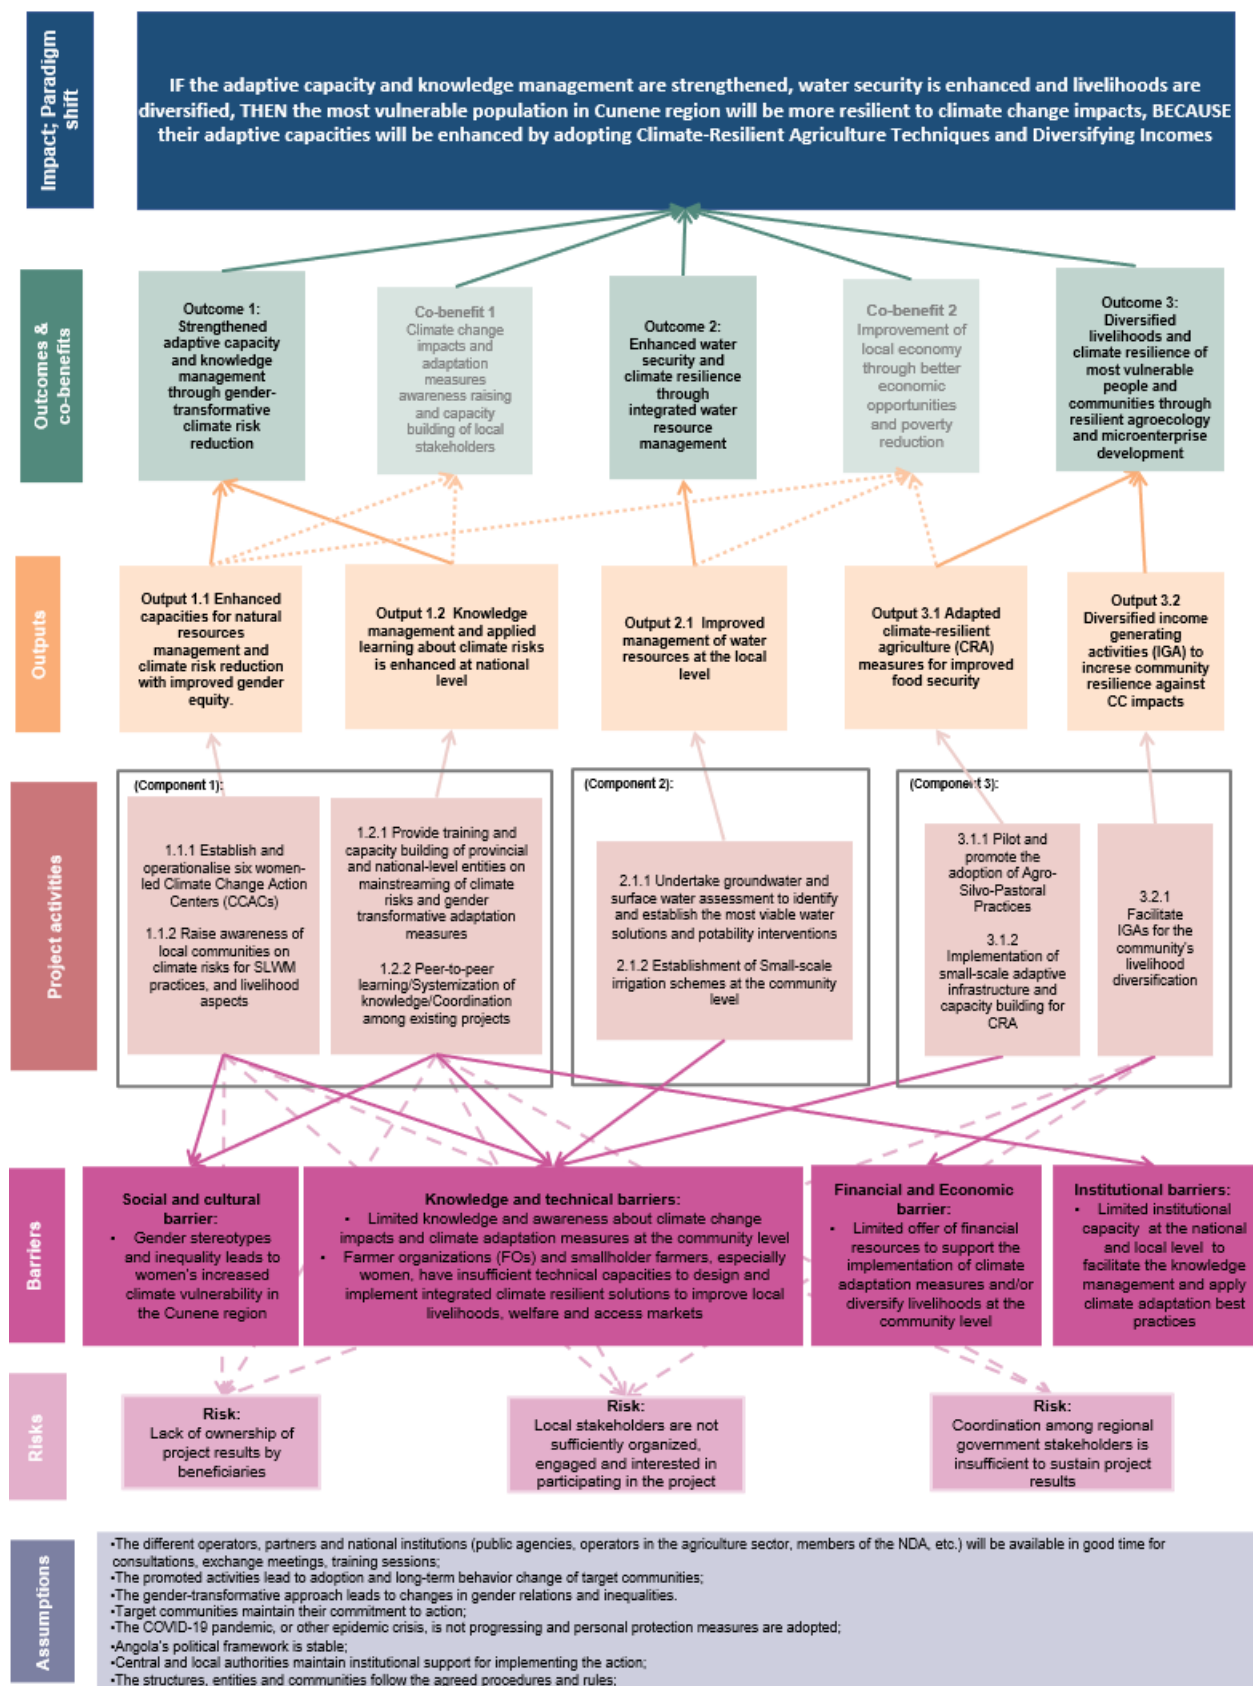 Impact; Paradigm
shift
IF the adaptive capacity and knowledge management are strengthened, water security is enhanced and livelihoods are
diversified, THEN the most vulnerable population in Cunene region will be more resilient to climate change impacts, BECAUSE
their adaptive capacities will be enhanced by adopting Climate-Resilient Agriculture Techniques and Diversifying Incomes
Outcomes &
co-benefits
Outcome 1:
Strengthened
adaptive capacity
and knowledge
management
through gender-
transformative
climate risk
reduction
Co-benefit 1
Climate change
impacts and
adaptation
measures
awareness raising
and capacity
building of local
stakeholders
Outcome 2:
Enhanced water
security and
climate resilience
through
integrated water
resource
management
Co-benefit 2
Improvement of
local economy
through better
economic
opportunities
and poverty
reduction
Outcome 3:
Diversified
livelihoods and
climate resilience of
most vulnerable
people and
communities through
resilient agroecology
and microenterprise
development
Outputs
Output 1.1 Enhanced
capacities for natural
resources
management and
climate risk reduction
with improved gender
equity.
Output 1.2 Knowledge
management and applied
learning about climate risks
is enhanced at national
level
Output 2.1 Improved
management of water
resources at the local
level
Output 3.1 Adapted
climate-resilient
agriculture (CRA)
measures for improved
food security
Output 3.2
Diversified income
generating
activities (IGA) to
increse community
resilience against
CC impacts
Project activities
(Component 1):
1.1.1 Establish and
operationalise six women-
led Climate Change Action
Centers (CCACs)
1.1.2 Raise awareness of
local communities on
climate risks for SLWM
practices, and livelihood
aspects
1.2.1 Provide training and
capacity building of provincial
and national-level entities on
mainstreaming of climate
risks and gender
transformative adaptation
measures
1.2.2 Peer-to-peer
learning/Systemization of
knowledge/Coordination
among existing projects
(Component 2):
2.1.1 Undertake groundwater and
surface water assessment to identify
and establish the most viable water
solutions and potability interventions
2.1.2 Establishment of Small-scale
irrigation schemes at the community
level
(Component 3):
3.1.1 Pilot and
promote the
adoption of Agro-
Silvo-Pastoral
Practices
3.1.2
Implementation of
small-scale adaptive
infrastructure and
capacity building for
CRA
3.2.1
Facilitate
IGAs for the
community's
livelihood
diversification
Barriers
Social and cultural
barrier:
• Gender stereotypes
and inequality leads to
women's increased
climate vulnerability in
the Cunene region
Knowledge and technical barriers:
• Limited knowledge and awareness about climate change
impacts and climate adaptation measures at the community level
• Farmer organizations (FOs) and smallholder farmers, especially
women, have insufficient technical capacities to design and
implement integrated climate resilient solutions to improve local
livelihoods, welfare and access markets
Financial and Economic
barrier:
• Limited offer of financial
resources to support the
implementation of climate
adaptation measures and/or
diversify livelihoods at the
community level
Institutional barriers:
• Limited institutional
capacity at the national
and local level to
facilitate the knowledge
management and apply
climate adaptation best
practices
Risks
Risk:
Lack of ownership of
project results by
beneficiaries
Risk:
Local stakeholders are not
sufficiently organized,
engaged and interested in
participating in the project
Risk:
Coordination among regional
government stakeholders is
insufficient to sustain project
results
Assumptions
•The different operators, partners and national institutions (public agencies, operators in the agriculture sector, members of the NDA, etc.) will be available in good time for
consultations, exchange meetings, training sessions;
•The promoted activities lead to adoption and long-term behavior change of target communities;
•The gender-transformative approach leads to changes in gender relations and inequalities.
•Target communities maintain their commitment to action;
•The COVID-19 pandemic, or other epidemic crisis, is not progressing and personal protection measures are adopted;
•Angola's political framework is stable;
•Central and local authorities maintain institutional support for implementing the action;
•The structures, entities and communities follow the agreed procedures and rules;